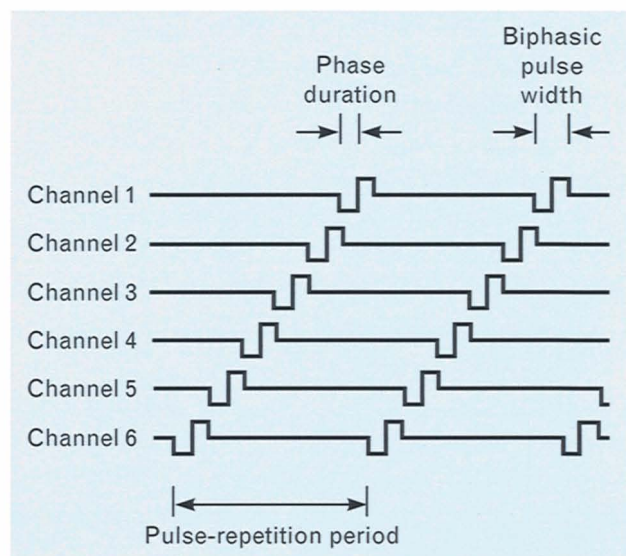 Phase
duration
Biphasic
pulse
width
Channel 1
Channel 2
Channel 3
Channel 4
Channel 5
Channel 6
Pulse-repetition period